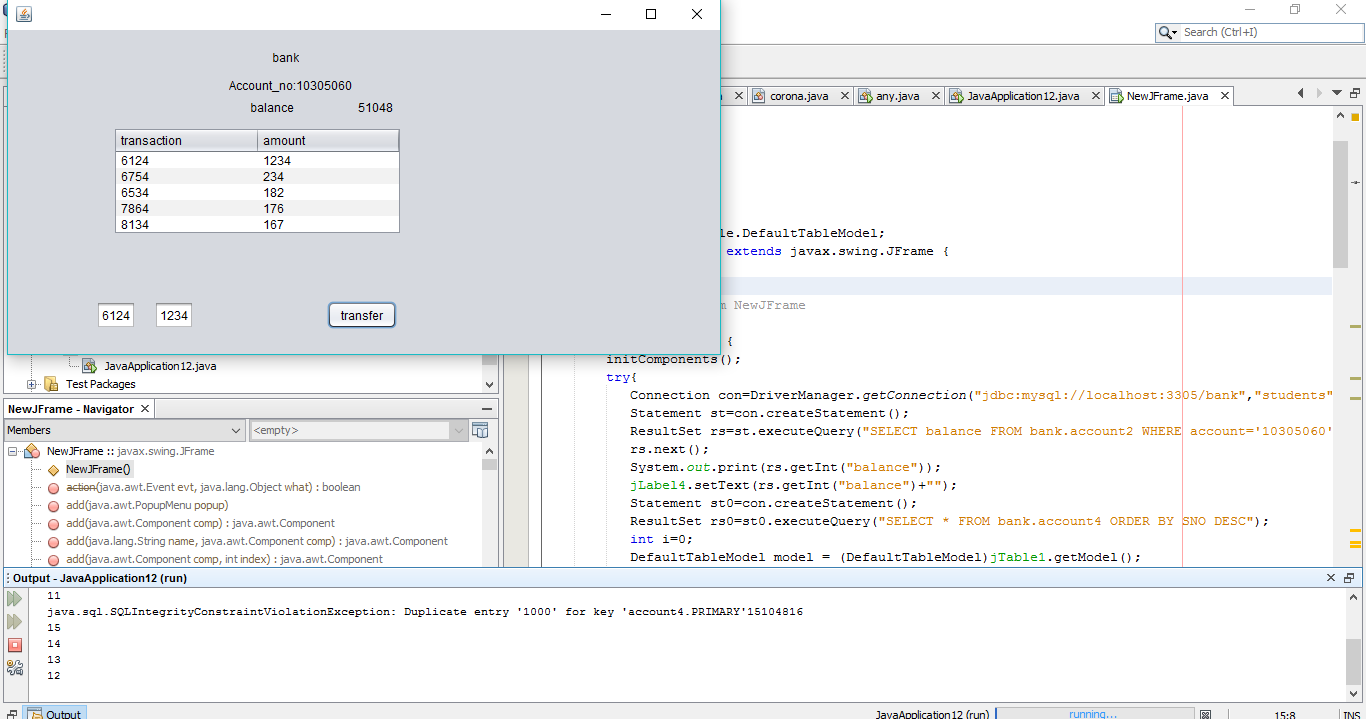 bank
Account_no:10305060
balance 51048
transaction amount
6124 1234
6754 234
6534 182
7864 176
8134 167
6124 1234 transfer
Search (Ctrl+I)
corona.java any.java JavaApplication12.java NewJFrame.java
.DefaultTableModel;
extends javax.swing.JFrame {
NewJFrame
{
initComponents();
try{
Connection con=DriverManager.getConnection("jdbc:mysql://localhost:3305/bank","students"
Statement st=con.createStatement();
ResultSet rs=st.executeQuery("SELECT balance FROM bank.account2 WHERE account='10305060'
rs.next();
System.out.print(rs.getInt("balance"));
jLabel4.setText(rs.getInt("balance")+"");
Statement st0=con.createStatement();
ResultSet rs0=st0.executeQuery("SELECT * FROM bank.account4 ORDER BY SNO DESC");
int i=0;
DefaultTableModel model = (DefaultTableModel)jTable1.getModel();
JavaApplication12.java
Test Packages
NewJFrame - Navigator
Members <empty>
NewJFrame :: javax.swing.JFrame
NewJFrame()
action(java.awt.Event evt, java.lang.Object what) : boolean
add(java.awt.PopupMenu popup)
add(java.awt.Component comp) : java.awt.Component
add(java.lang.String name, java.awt.Component comp) : java.awt.Component
add(java.awt.Component comp, int index) : java.awt.Component
Output - JavaApplication12 (run)
11
java.sql.SQLIntegrityConstraintViolationException: Duplicate entry '1000' for key 'account4.PRIMARY'15104816
15
14
13
12
Output JavaApplication12 (run) running... 15:8 INS